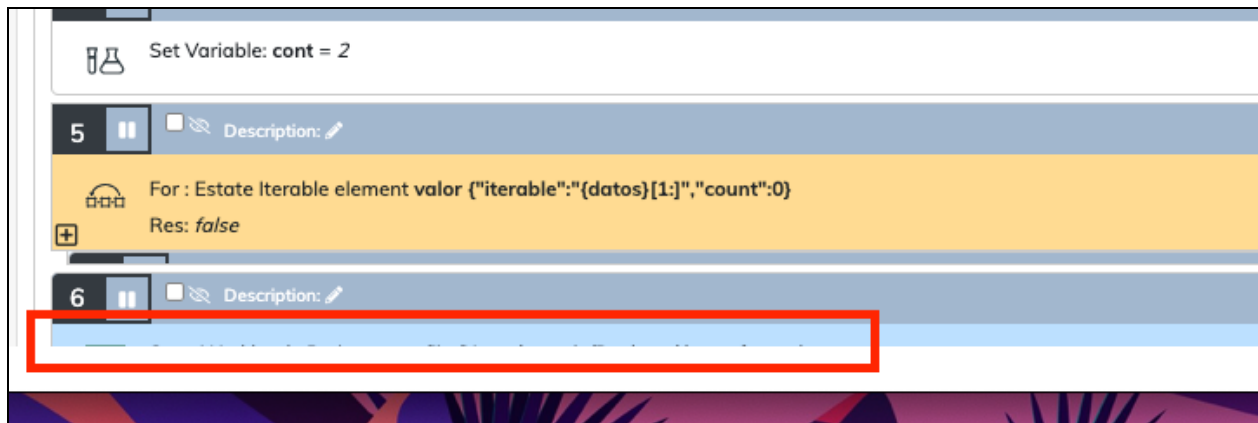 Set Variable: cont = 2
5 Description:
For : Estate Iterable element valor {"iterable":"{datos}[1:]","count":0}
Res: false
6 Description: